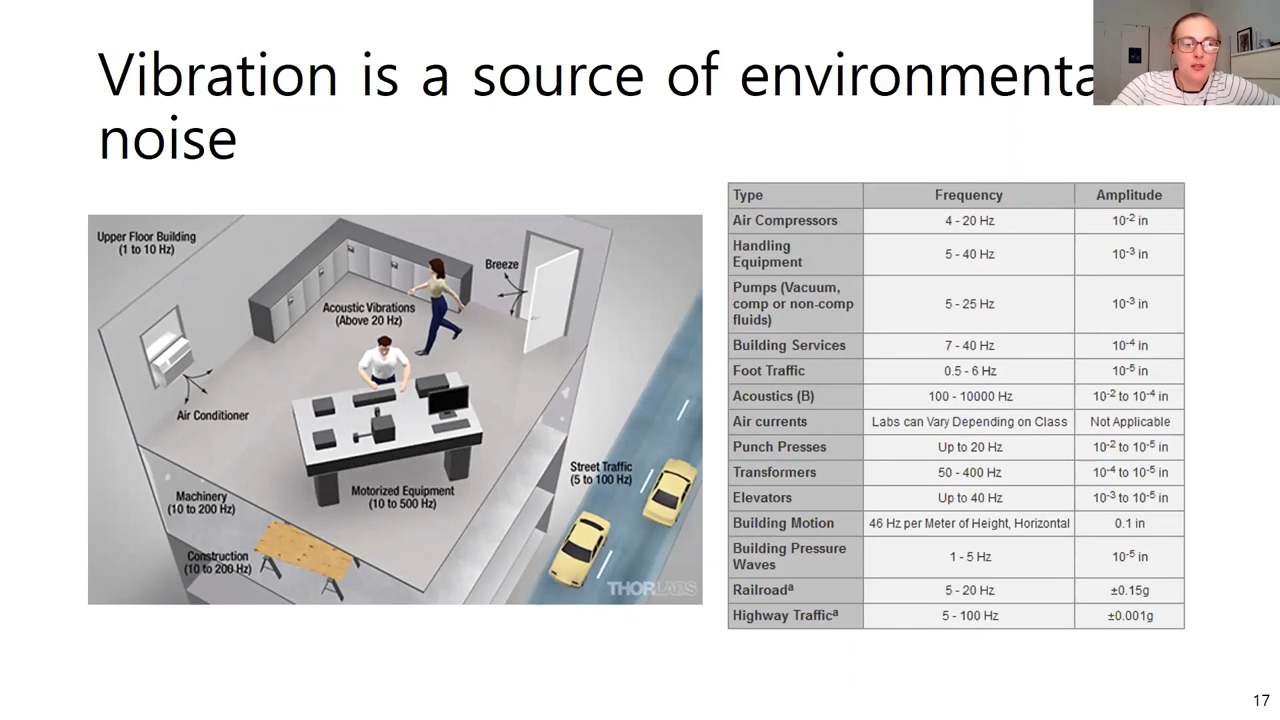 Vibration is a source of environmenta
noise
Upper Floor Building
(1 to 10 Hz)
Breeze
Acoustic Vibrations
(Above 20 Hz)
Air Conditioner
Street Traffic
(5 to 100 Hz)
Motorized Equipment
(10 to 500 Hz)
Machinery
(10 to 200 Hz)
Construction
(10 to 200 Hz)
THORLABS
Type Frequency Amplitude
Air Compressors 4 - 20 Hz 10⁻² in
Handling
Equipment 5 - 40 Hz 10⁻³ in
Pumps (Vacuum,
comp or non-comp 5 - 25 Hz 10⁻³ in
fluids)
Building Services 7 - 40 Hz 10⁻⁴ in
Foot Traffic 0.5 - 6 Hz 10⁻⁵ in
Acoustics (B) 100 - 10000 Hz 10⁻² to 10⁻⁴ in
Air currents Labs can Vary Depending on Class Not Applicable
Punch Presses Up to 20 Hz 10⁻² to 10⁻⁵ in
Transformers 50 - 400 Hz 10⁻⁴ to 10⁻⁵ in
Elevators Up to 40 Hz 10⁻³ to 10⁻⁵ in
Building Motion 46 Hz per Meter of Height, Horizontal 0.1 in
Building Pressure
Waves 1 - 5 Hz 10⁻⁵ in
Railroadᵃ 5 - 20 Hz ±0.15g
Highway Trafficᵃ 5 - 100 Hz ±0.001g
17